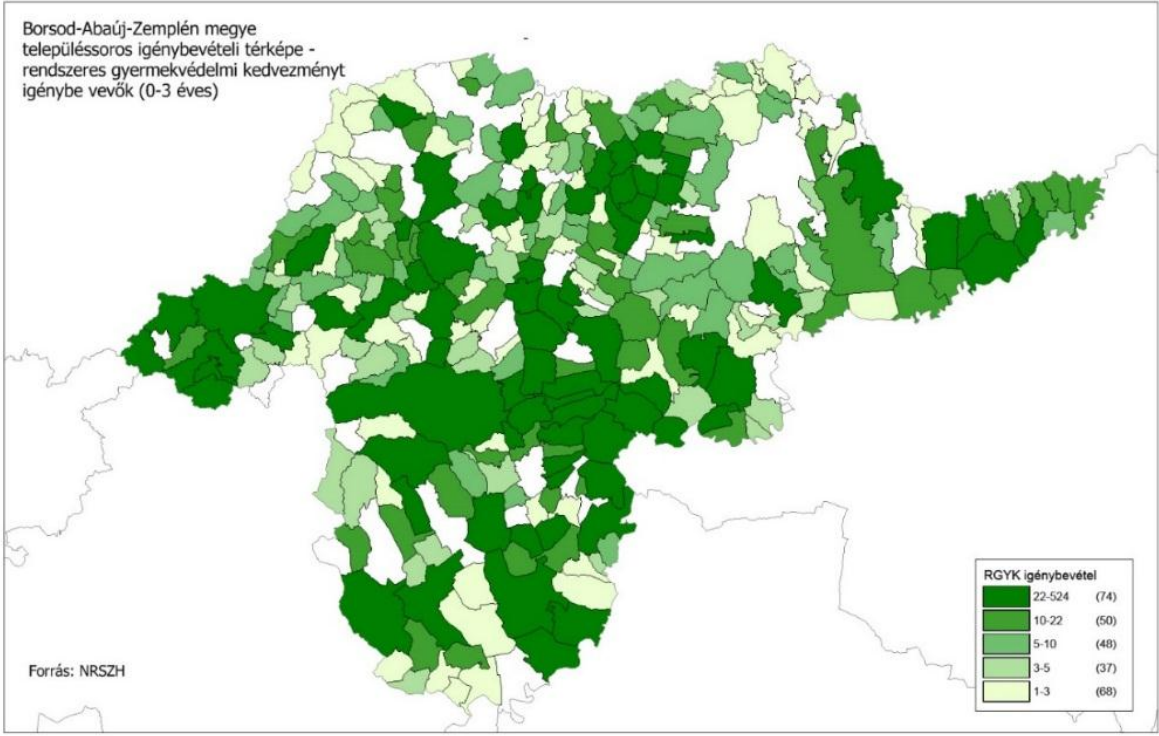 Borsod-Abaúj-Zemplén megye
településsoros igénybevételi térképe -
rendszeres gyermekvédelmi kedvezményt
igénybe vevők (0-3 éves)
RGYK igénybevétel
22-524 (74)
10-22 (50)
5-10 (48)
3-5 (37)
1-3 (68)
Forrás: NRSZH